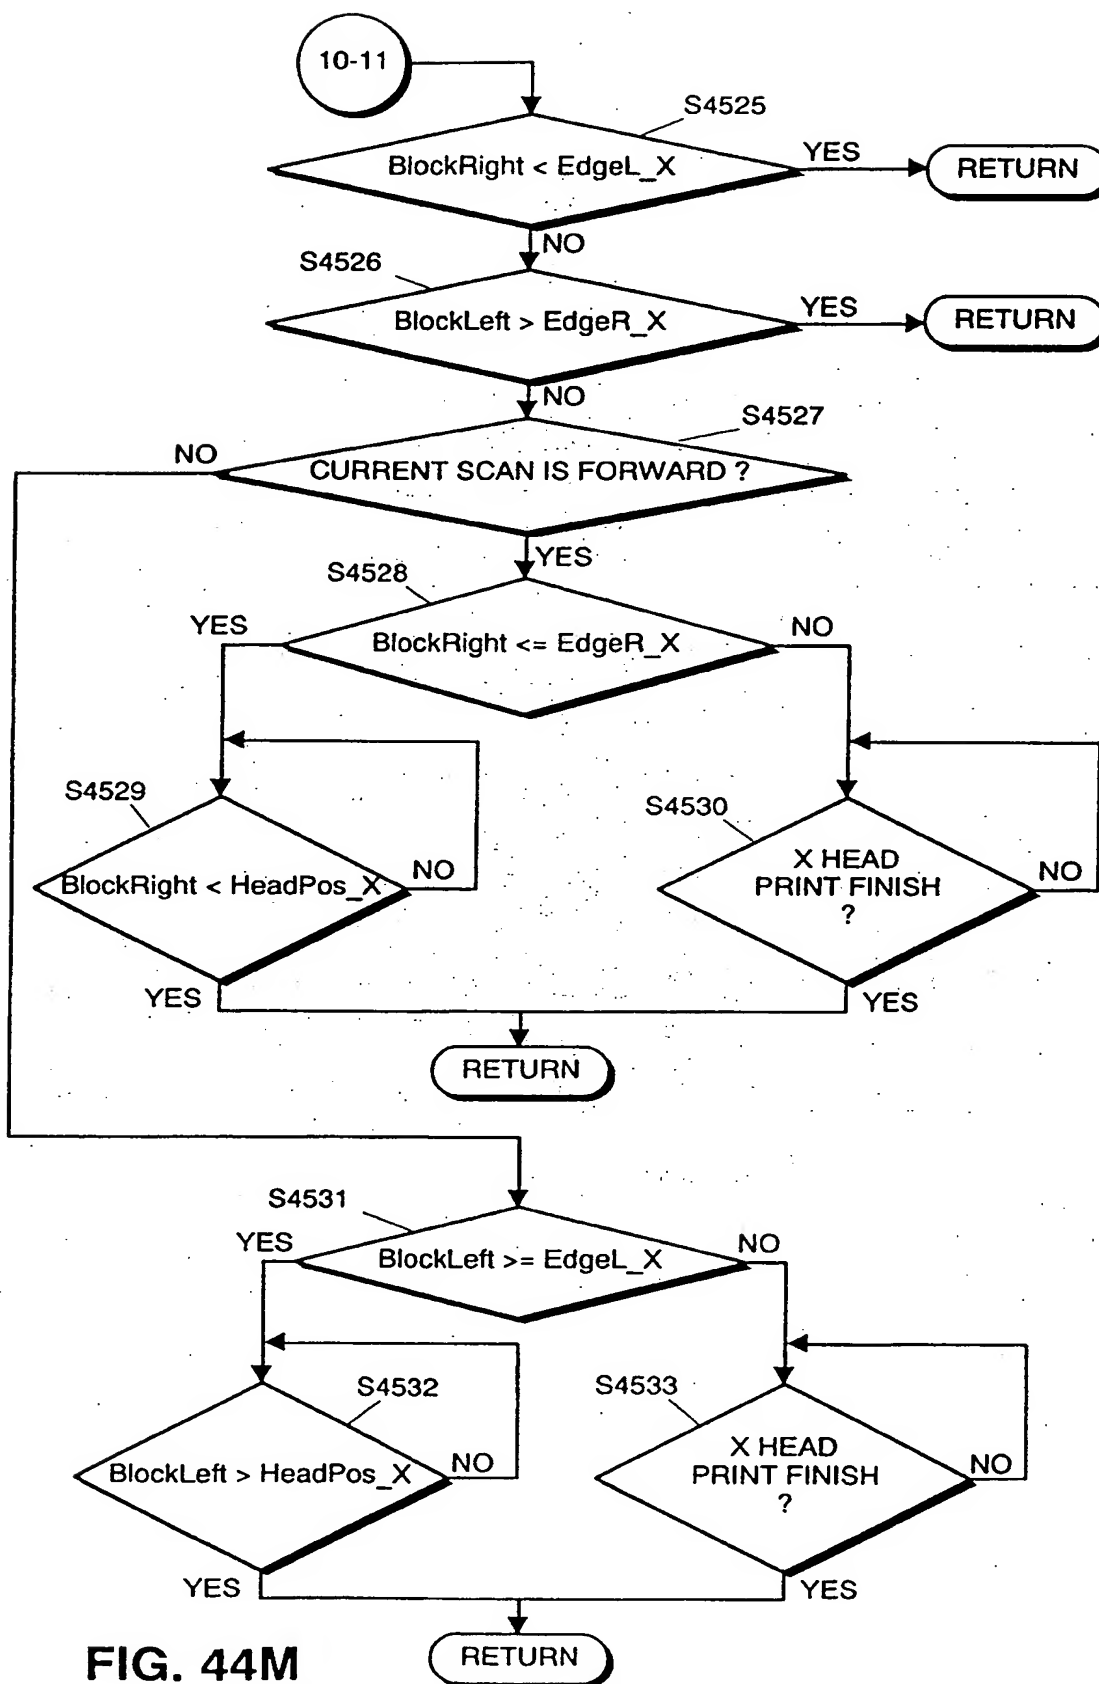 10-11
S4525
BlockRight < EdgeL_X
YES
RETURN
NO
S4526
BlockLeft > EdgeR_X
YES
RETURN
NO
S4527
NO
CURRENT SCAN IS FORWARD ?
YES
S4528
YES
BlockRight <= EdgeR_X
NO
S4529
BlockRight < HeadPos_X
NO
S4530
X HEAD
PRINT FINISH
?
NO
YES
YES
RETURN
S4531
YES
BlockLeft >= EdgeL_X
NO
S4532
BlockLeft > HeadPos_X
NO
S4533
X HEAD
PRINT FINISH
?
NO
YES
YES
RETURN
FIG. 44M